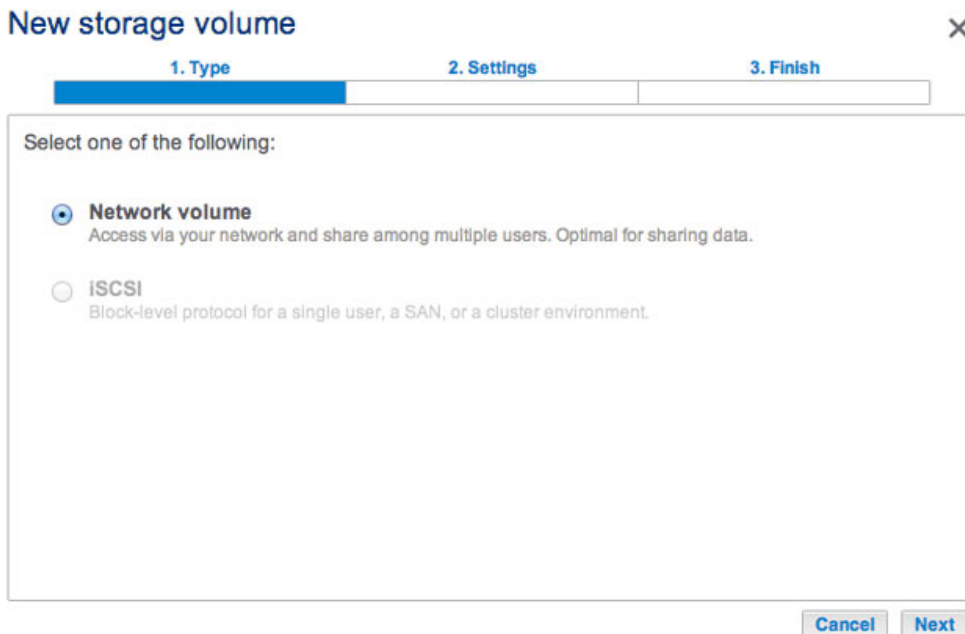 New storage volume
1. Type 2. Settings 3. Finish
Select one of the following:
Network volume
Access via your network and share among multiple users. Optimal for sharing data.
iSCSI
Block-level protocol for a single user, a SAN, or a cluster environment.
Cancel Next